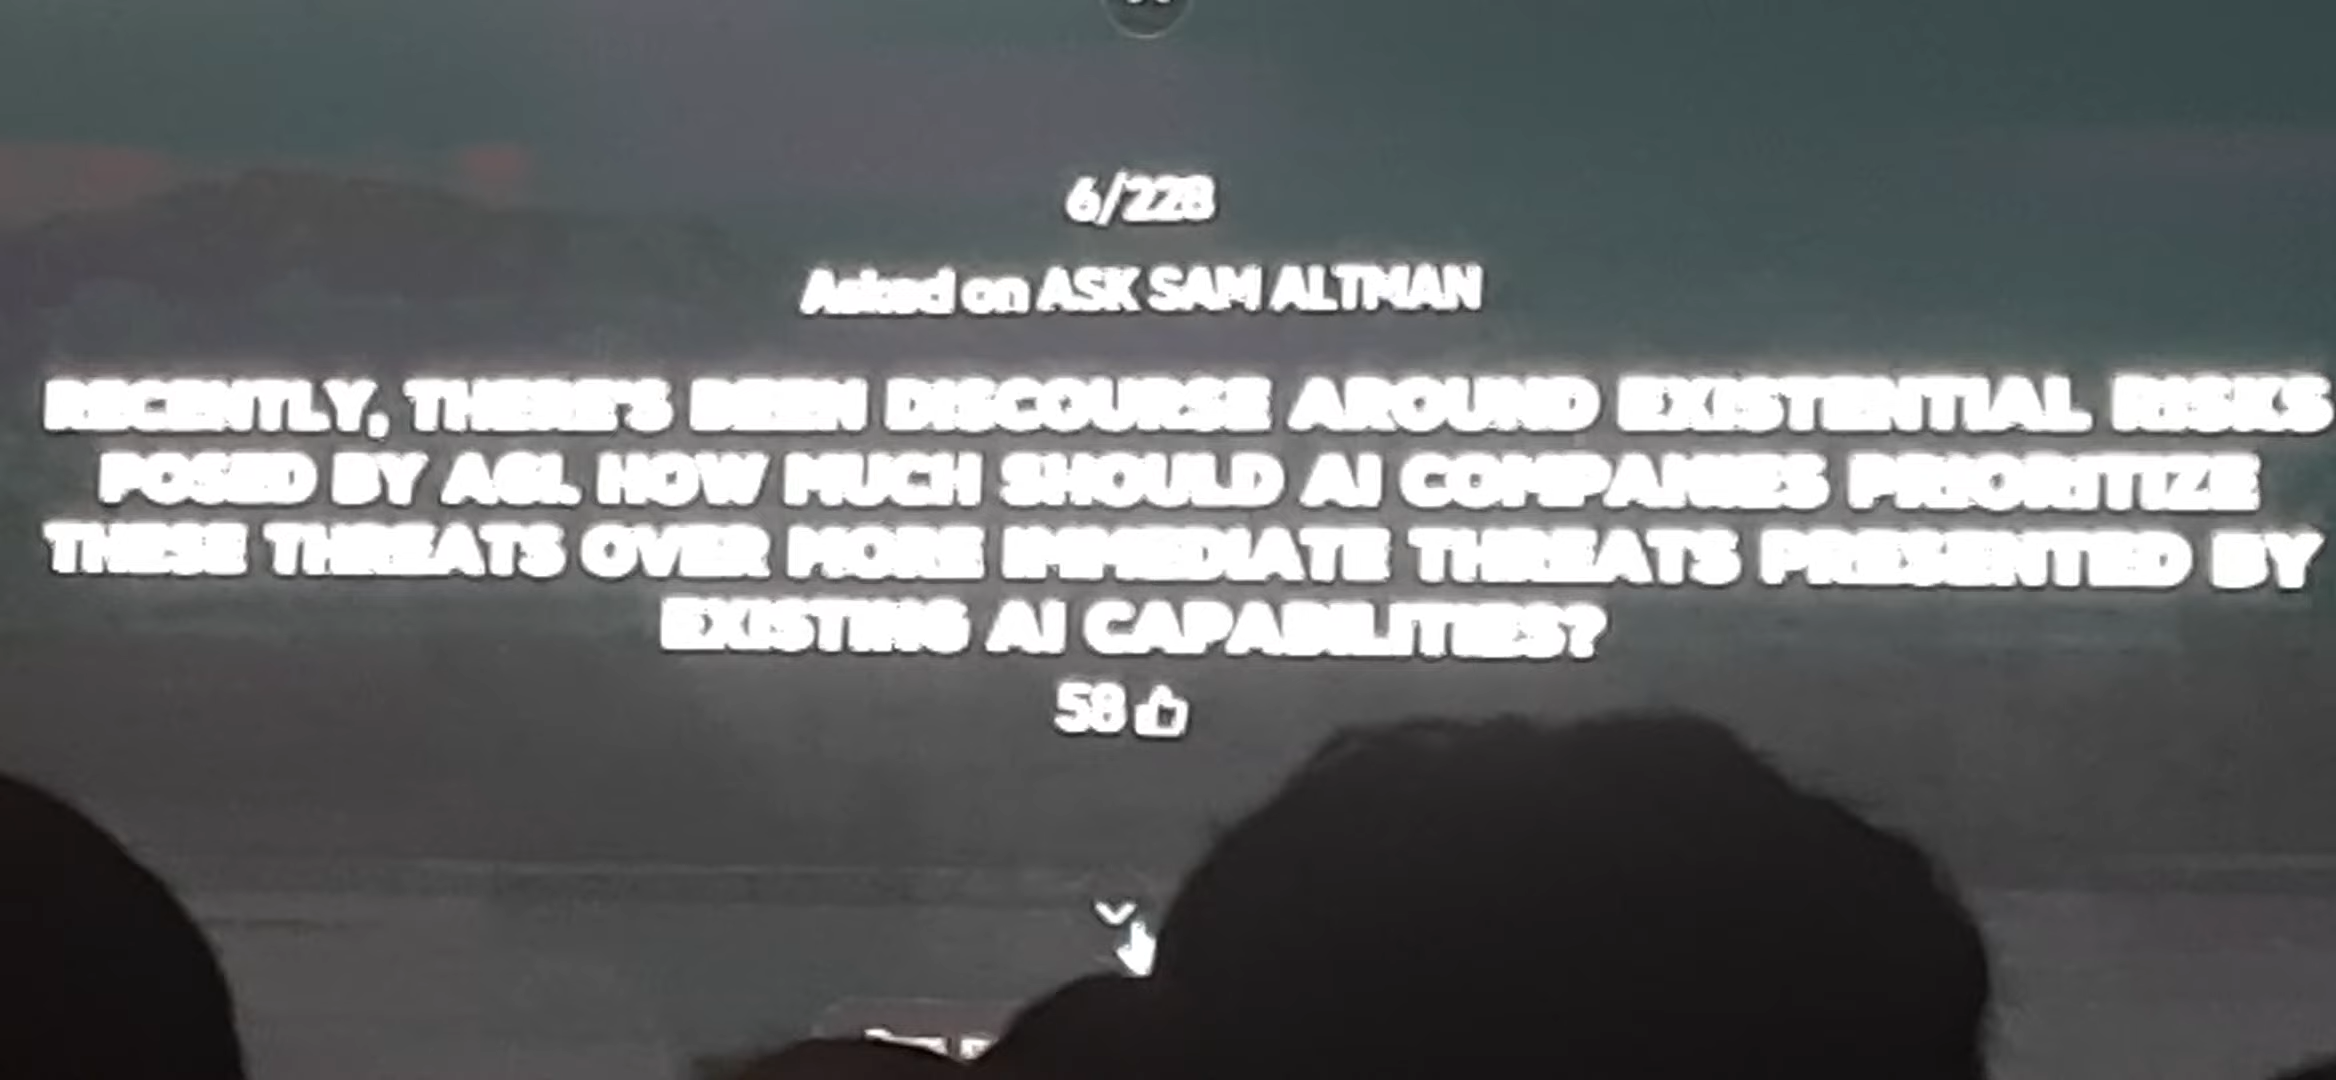 6/228
Asked on ASK SAM ALTMAN
RECENTLY, THERE'S BEEN DISCOURSE AROUND EXISTENTIAL RISKS
POSED BY AGI. HOW MUCH SHOULD AI COMPANIES PRIORITIZE
THESE THREATS OVER MORE IMMEDIATE THREATS PRESENTED BY
EXISTING AI CAPABILITIES?
58